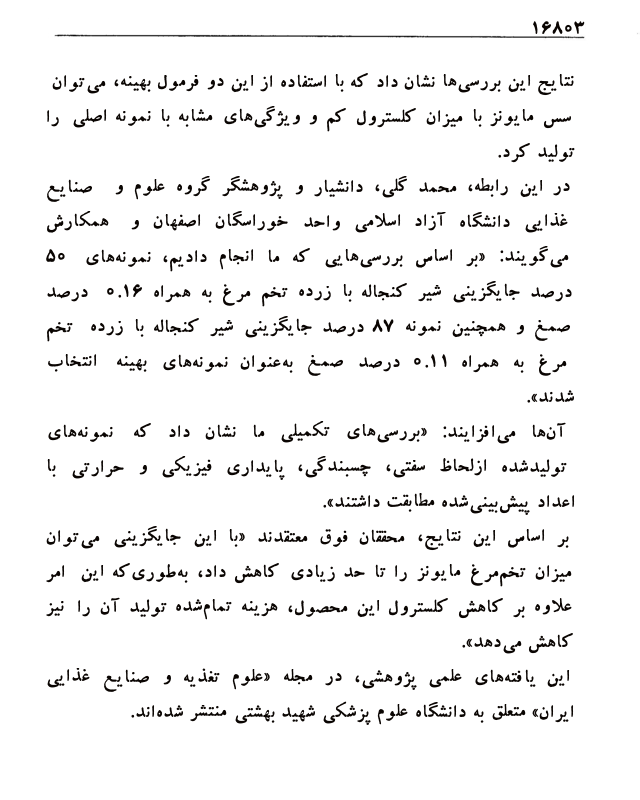 ۱۶۸۰۳
نتایج این بررسی‌ها نشان داد که با استفاده از این دو فرمول بهینه، می‌توان
سس مایونز با میزان کلسترول کم و ویژگی‌های مشابه با نمونه اصلی را
تولید کرد.
در این رابطه، محمد گلی، دانشیار و پژوهشگر گروه علوم و صنایع
غذایی دانشگاه آزاد اسلامی واحد خوراسگان اصفهان و همکارش
می‌گویند: «بر اساس بررسی‌هایی که ما انجام دادیم، نمونه‌های ۵۰
درصد جایگزینی شیر کنجاله با زرده تخم مرغ به همراه ۰.۱۶ درصد
صمغ و همچنین نمونه ۸۷ درصد جایگزینی شیر کنجاله با زرده تخم
مرغ به همراه ۰.۱۱ درصد صمغ به‌عنوان نمونه‌های بهینه انتخاب
شدند».
آن‌ها می‌افزایند: «بررسی‌های تکمیلی ما نشان داد که نمونه‌های
تولیدشده ازلحاظ سفتی، چسبندگی، پایداری فیزیکی و حرارتی با
اعداد پیش‌بینی‌شده مطابقت داشتند».
بر اساس این نتایج، محققان فوق معتقدند «با این جایگزینی می‌توان
میزان تخم‌مرغ مایونز را تا حد زیادی کاهش داد، به‌طوری‌که این امر
علاوه بر کاهش کلسترول این محصول، هزینه تمام‌شده تولید آن را نیز
کاهش می‌دهد».
این یافته‌های علمی پژوهشی، در مجله «علوم تغذیه و صنایع غذایی
ایران» متعلق به دانشگاه علوم پزشکی شهید بهشتی منتشر شده‌اند.